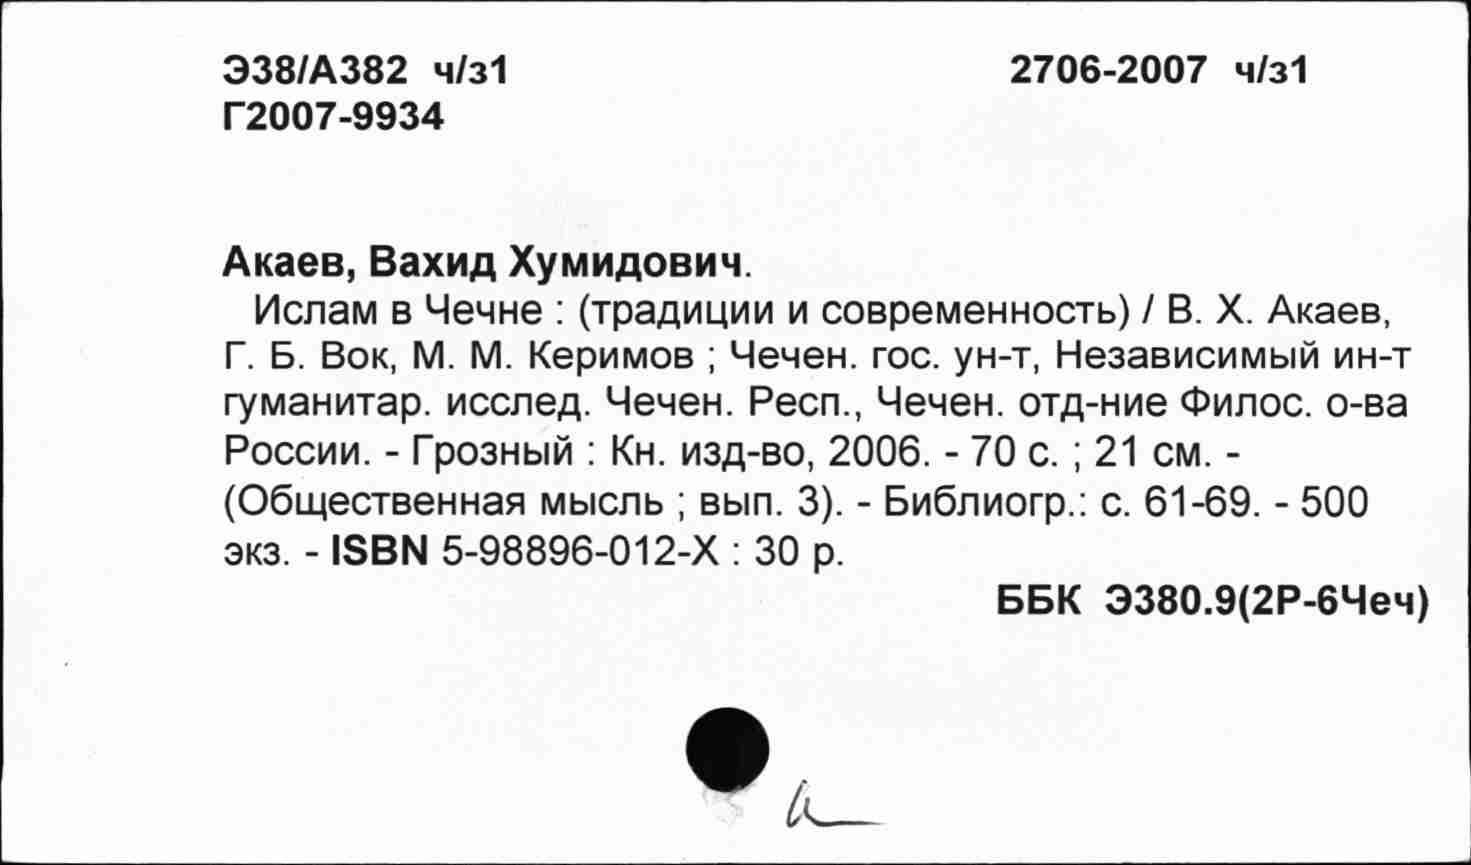 Э38/А382 ч/з1 2706-2007 ч/з1
Г2007-9934
Акаев, Вахид Хумидович.
Ислам в Чечне : (традиции и современность) / В. Х. Акаев,
Г. Б. Вок, М. М. Керимов ; Чечен. гос. ун-т, Независимый ин-т
гуманитар. исслед. Чечен. Респ., Чечен. отд-ние Филос. о-ва
России. - Грозный : Кн. изд-во, 2006. - 70 с. ; 21 см. -
(Общественная мысль ; вып. 3). - Библиогр.: с. 61-69. - 500
экз. - ISBN 5-98896-012-X : 30 р.
ББК Э380.9(2Р-6Чеч)